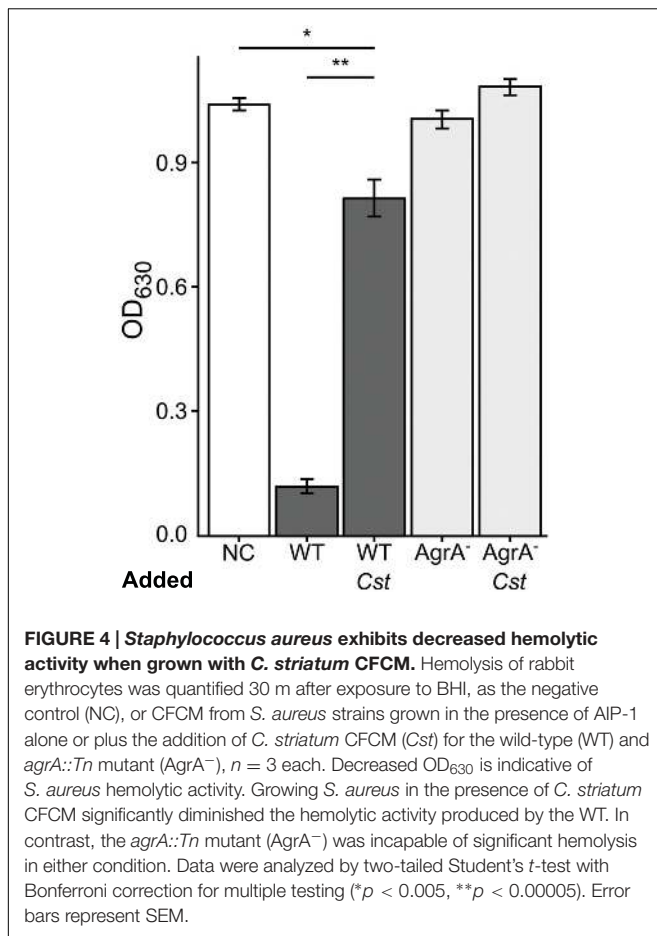 *
**
0.9
0.6
0.3
0.0
OD630
NC WT WT AgrA- AgrA-
Cst Cst
Added
FIGURE 4 | Staphylococcus aureus exhibits decreased hemolytic
activity when grown with C. striatum CFCM. Hemolysis of rabbit
erythrocytes was quantified 30 m after exposure to BHI, as the negative
control (NC), or CFCM from S. aureus strains grown in the presence of AIP-1
alone or plus the addition of C. striatum CFCM (Cst) for the wild-type (WT) and
agrA::Tn mutant (AgrA−), n = 3 each. Decreased OD630 is indicative of
S. aureus hemolytic activity. Growing S. aureus in the presence of C. striatum
CFCM significantly diminished the hemolytic activity produced by the WT. In
contrast, the agrA::Tn mutant (AgrA−) was incapable of significant hemolysis
in either condition. Data were analyzed by two-tailed Student's t-test with
Bonferroni correction for multiple testing (*p < 0.005, **p < 0.00005). Error
bars represent SEM.